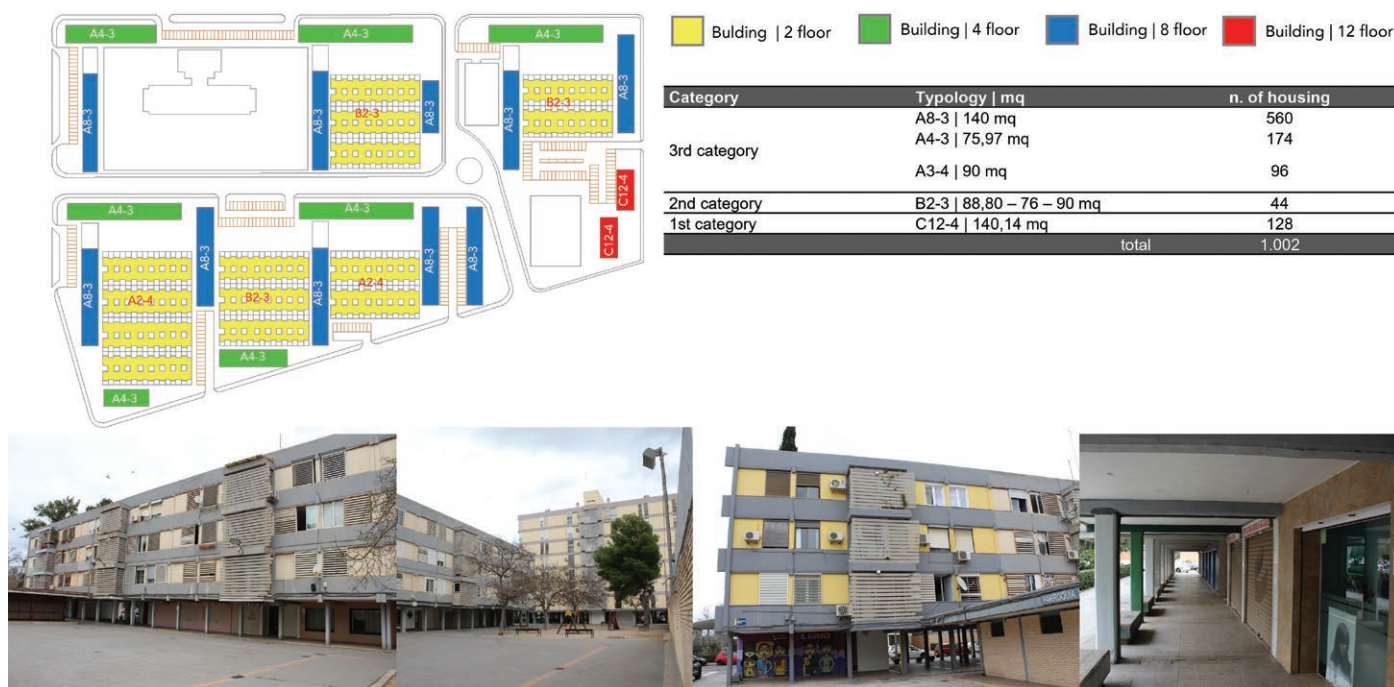 A4-3
A4-3
A4-3
A8-3
A8-3
B2-3
A8-3
A8-3
B2-3
A8-3
C12-4
C12-4
A4-3
A4-3
A8-3
A2-4
A8-3
B2-3
A8-3
A2-4
A8-3
A8-3
A4-3
A4-3
Bulding | 2 floor
Building | 4 floor
Building | 8 floor
Building | 12 floor
Category Typology | mq n. of housing
3rd category
A8-3 | 140 mq 560
A4-3 | 75,97 mq 174
A3-4 | 90 mq 96
2nd category B2-3 | 88,80 – 76 – 90 mq 44
1st category C12-4 | 140,14 mq 128
total 1.002
PARROQUIA